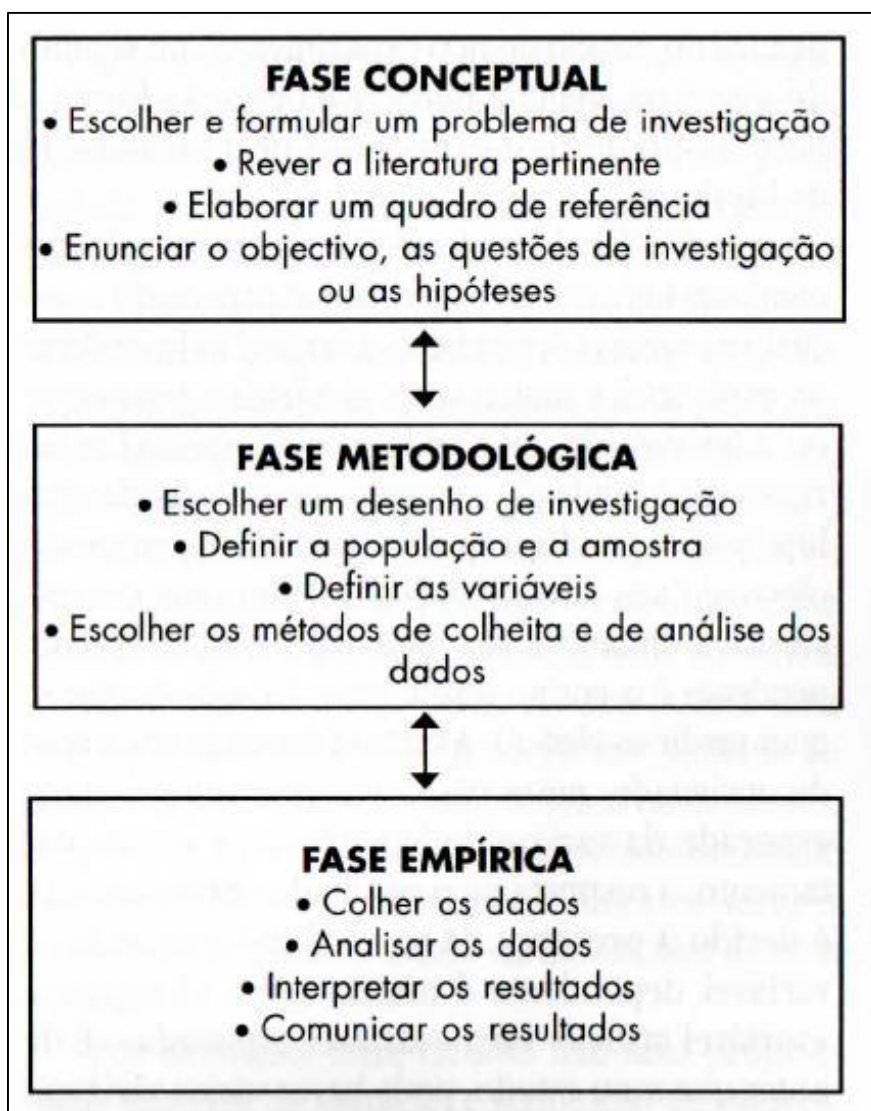 FASE CONCEPTUAL
• Escolher e formular um problema de investigação
• Rever a literatura pertinente
• Elaborar um quadro de referência
• Enunciar o objectivo, as questões de investigação
ou as hipóteses
FASE METODOLÓGICA
• Escolher um desenho de investigação
• Definir a população e a amostra
• Definir as variáveis
• Escolher os métodos de colheita e de análise dos
dados
FASE EMPÍRICA
• Colher os dados
• Analisar os dados
• Interpretar os resultados
• Comunicar os resultados